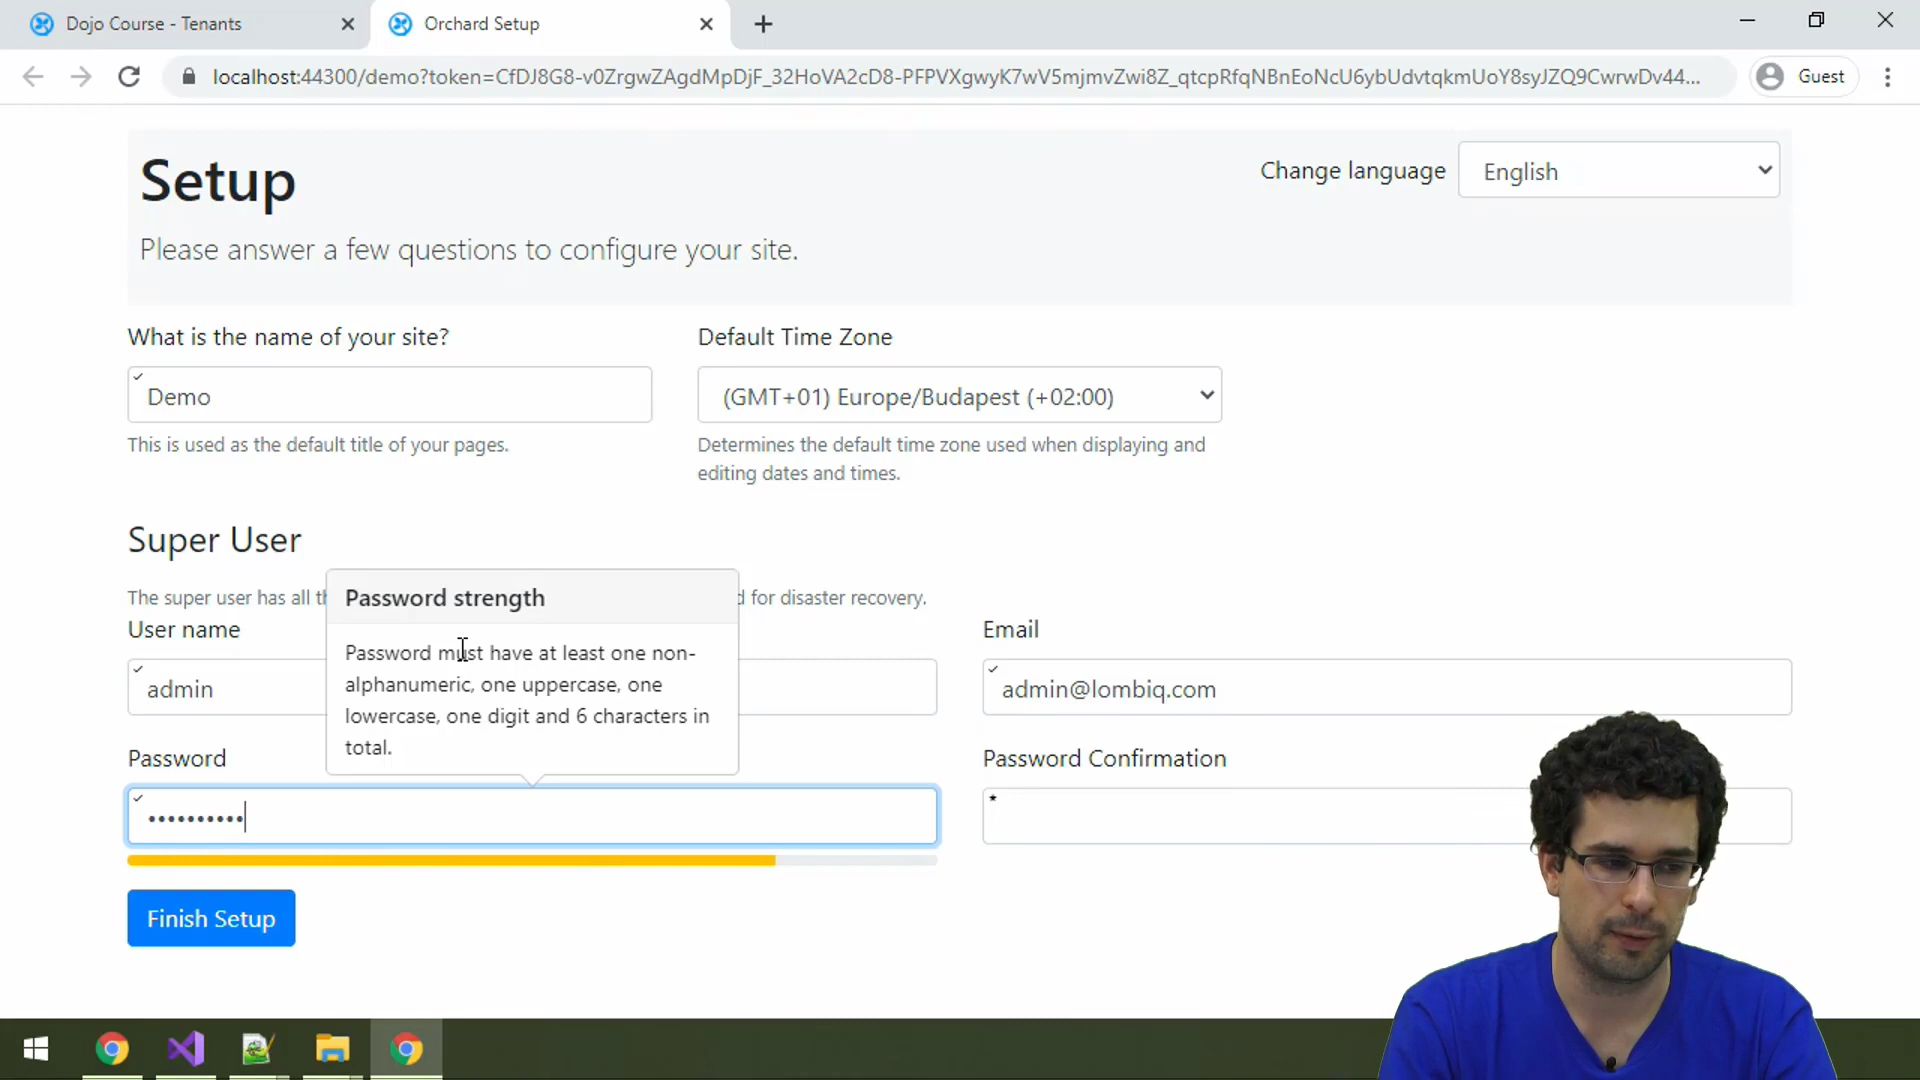 Dojo Course - Tenants
Orchard Setup
localhost:44300/demo?token=CfDJ8G8-v0ZrgwZAgdMpDjF_32HoVA2cD8-PFPVXgwyK7wV5mjmvZwi8Z_qtcpRfqNBnEoNcU6ybUdvtqkmUoY8syJZQ9CwrwDv44...
Guest
Setup
Change language
English
Please answer a few questions to configure your site.
What is the name of your site?
Default Time Zone
Demo
(GMT+01) Europe/Budapest (+02:00)
This is used as the default title of your pages.
Determines the default time zone used when displaying and
editing dates and times.
Super User
The super user has all th
d for disaster recovery.
Password strength
Password must have at least one non-
alphanumeric, one uppercase, one
lowercase, one digit and 6 characters in
total.
User name
Email
admin
admin@lombiq.com
Password
Password Confirmation
••••••••••
*
Finish Setup